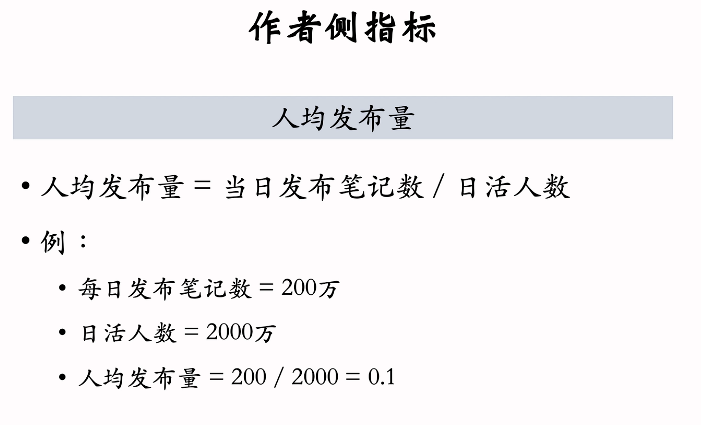 作者侧指标
人均发布量
• 人均发布量 = 当日发布笔记数 / 日活人数
• 例：
• 每日发布笔记数 = 200万
• 日活人数 = 2000万
• 人均发布量 = 200 / 2000 = 0.1